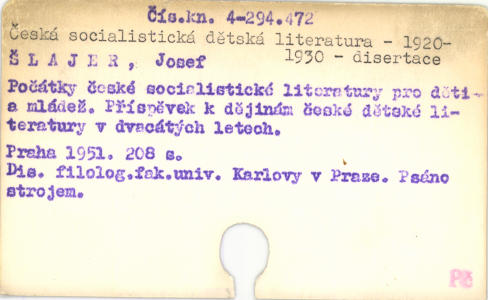 Čís.kn. 4-294.472
Česká socialistická dětská literatura - 1920-
1930 - disertace
ŠLAJER, Josef
Počátky české socialistické literatury pro děti
a mládež. Příspěvek k dějinám české dětské li-
teratury v dvacátých letech.
Praha 1951. 208 s.
Dis. filolog.fak.univ. Karlovy v Praze. Psáno
strojem.
Pč